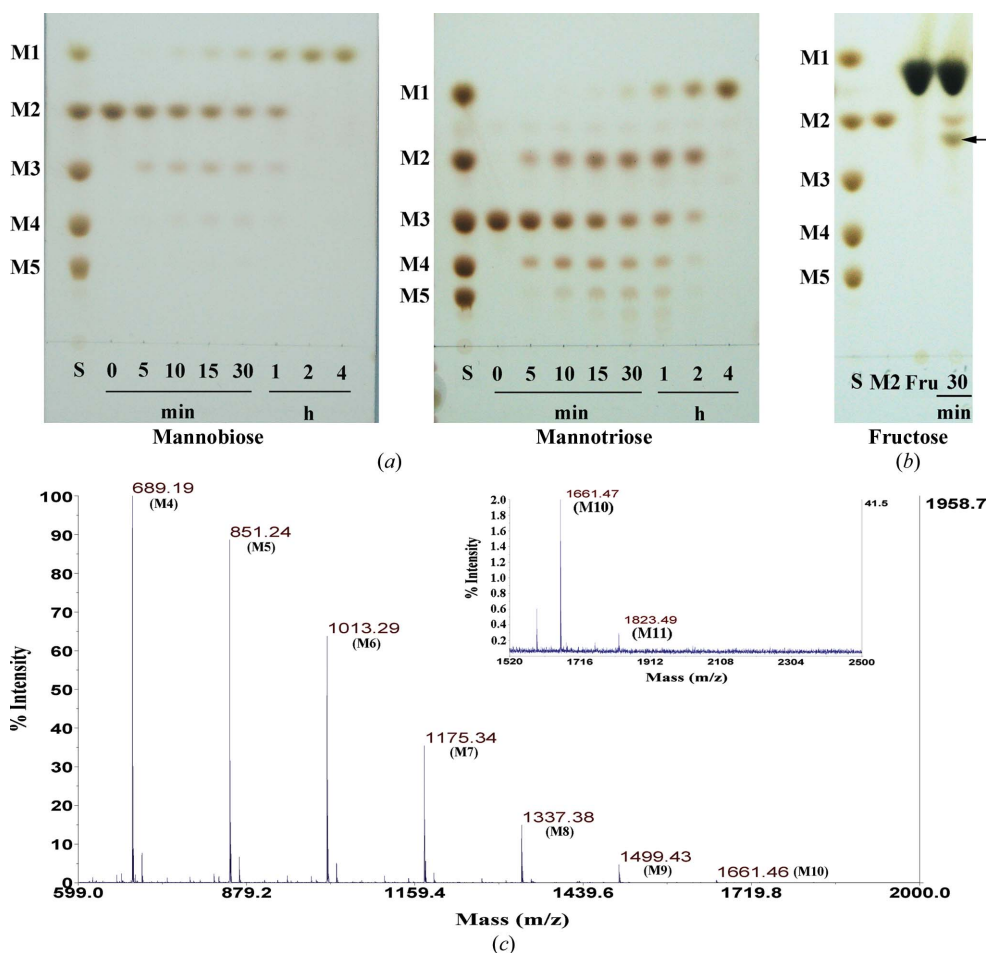 M1
M2
M3
M4
M5
S 0 5 10 15 30 1 2 4
min h
Mannobiose
M1
M2
M3
M4
M5
S 0 5 10 15 30 1 2 4
min h
Mannotriose
(a)
M1
M2
M3
M4
M5
S M2 Fru 30
min
Fructose
(b)
100
90
80
70
60
50
40
30
20
10
0
% Intensity
689.19
(M4)
851.24
(M5)
1013.29
(M6)
1175.34
(M7)
1337.38
(M8)
1499.43
(M9)
1661.46 (M10)
1958.7
599.0 879.2 1159.4 1439.6 1719.8 2000.0
Mass (m/z)
2.0
1.8
1.6
1.4
1.2
1.0
0.8
0.6
0.4
0.2
% Intensity
1661.47
(M10)
1823.49
(M11)
41.5
1520 1716 1912 2108 2304 2500
Mass (m/z)
(c)